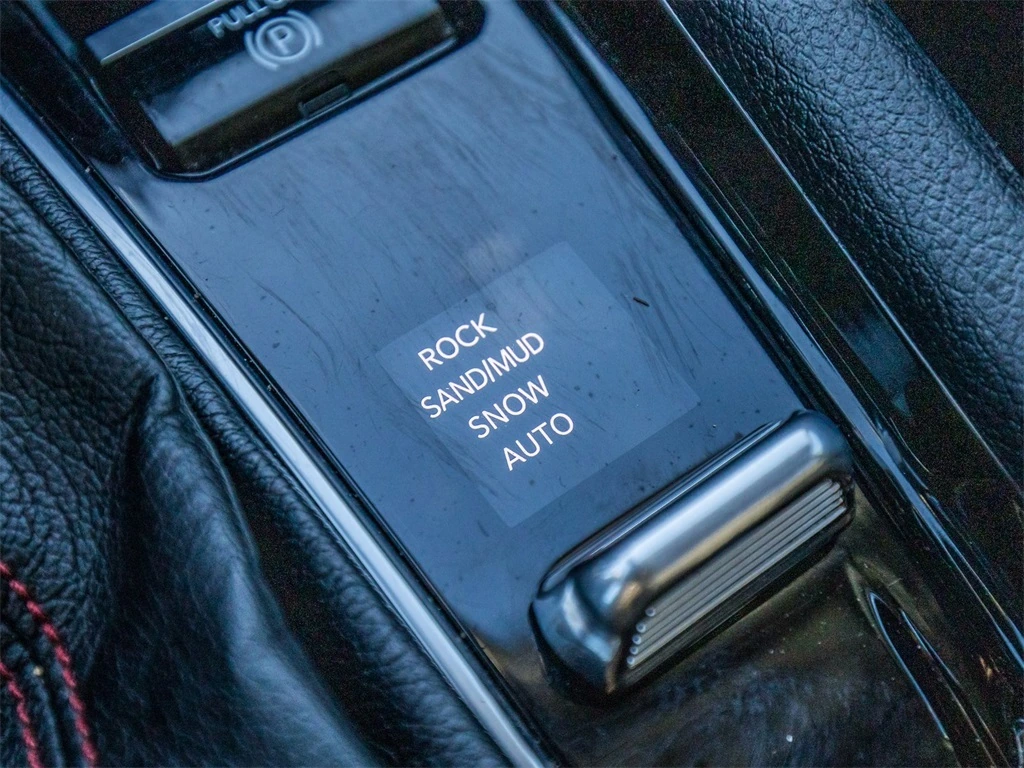 PULL
P
ROCK
SAND/MUD
SNOW
AUTO